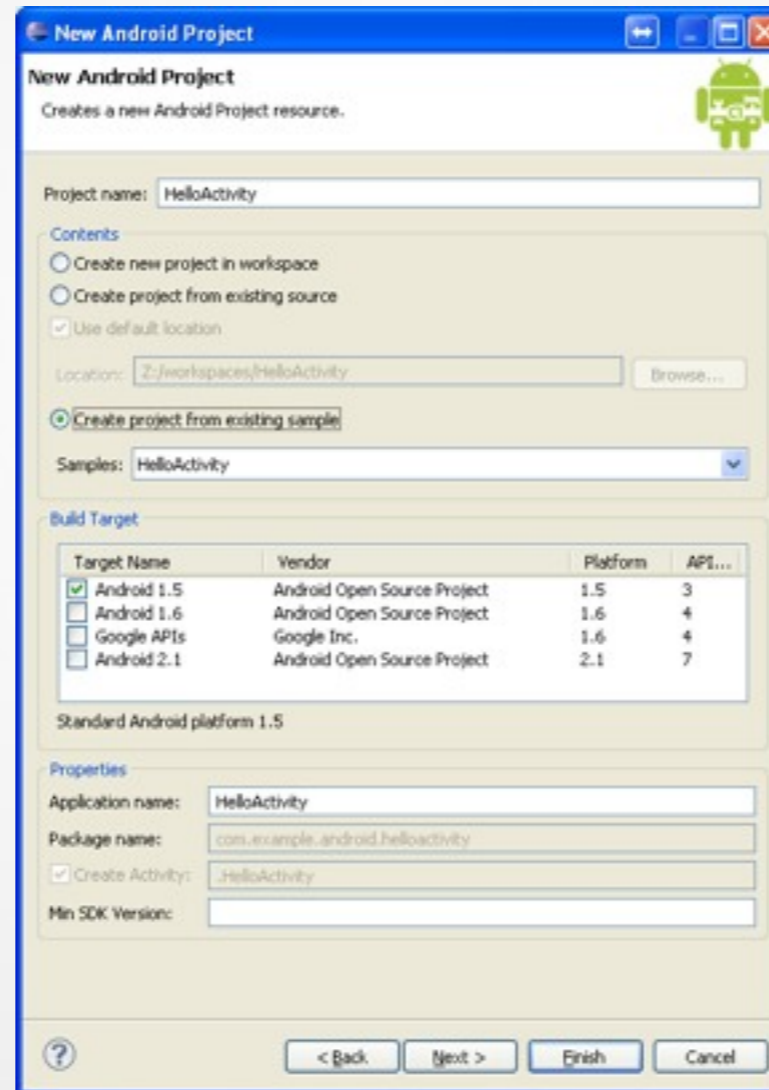 New Android Project
New Android Project
Creates a new Android Project resource.
Project name: HelloActivity
Contents
Create new project in workspace
Create project from existing source
Use default location
Location: Z:/workspaces/HelloActivity Browse...
Create project from existing sample
Samples: HelloActivity
Build Target
Target Name Vendor Platform API...
Android 1.5 Android Open Source Project 1.5 3
Android 1.6 Android Open Source Project 1.6 4
Google APIs Google Inc. 1.6 4
Android 2.1 Android Open Source Project 2.1 7
Standard Android platform 1.5
Properties
Application name: HelloActivity
Package name: com.example.android.helloactivity
Create Activity: .HelloActivity
Min SDK Version:
? < Back Next > Finish Cancel